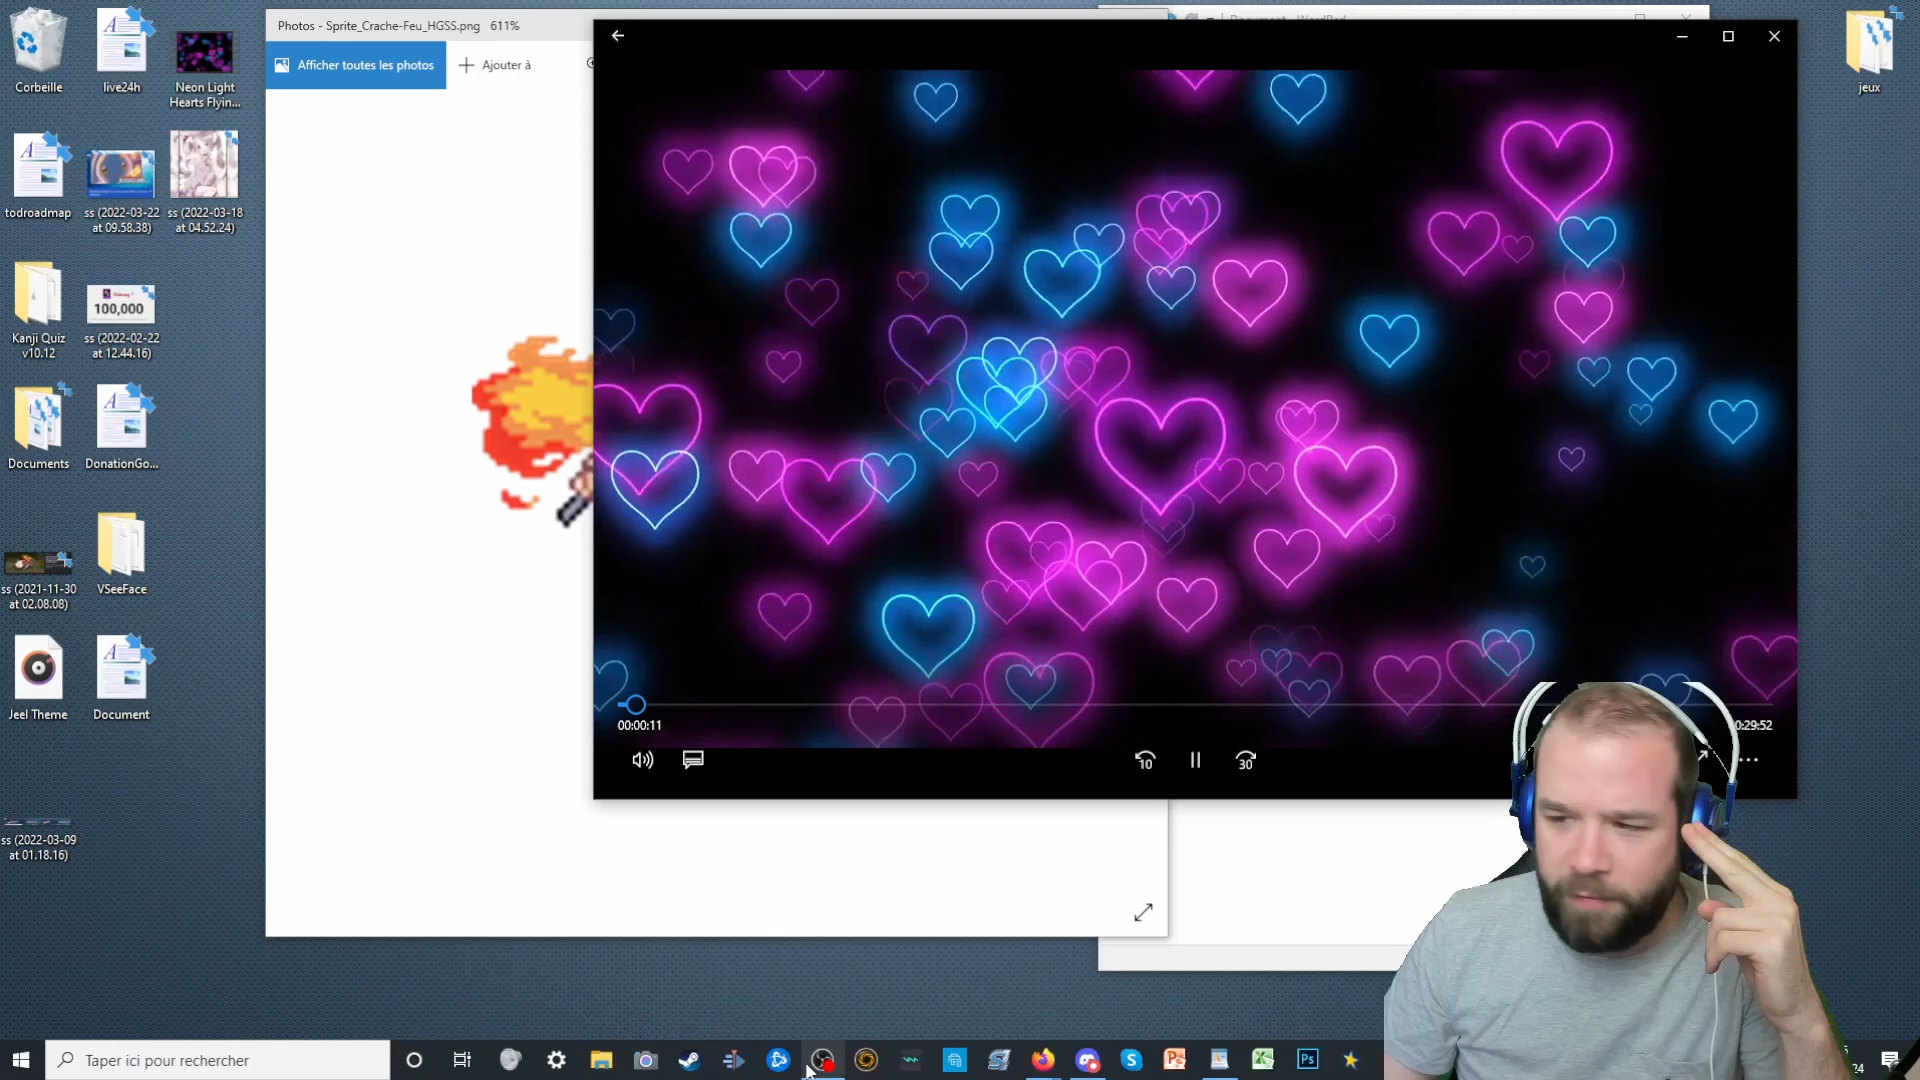 Corbeille
live24h
Neon Light
Hearts Flyin...
todroadmap
ss (2022-03-22
at 09.58.38)
ss (2022-03-18
at 04.52.24)
Kanji Quiz
v10.12
100,000
ss (2022-02-22
at 12.44.16)
Documents
DonationGo...
ss (2021-11-30
at 02.08.08)
VSeeFace
Jeel Theme
Document
ss (2022-03-09
at 01.18.16)
Photos - Sprite_Crache-Feu_HGSS.png 611%
Afficher toutes les photos
Ajouter à
Document - WordPad
jeux
00:00:11
0:29:52
10
30
Taper ici pour rechercher
Ps
24